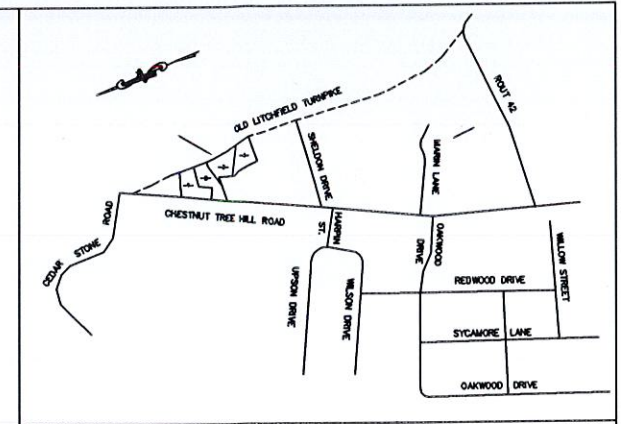 OLD LITCHFIELD TURNPIKE
ROUT 42
SHELDON DRIVE
MARIN LANE
CHESTNUT TREE HILL ROAD
CEDAR STONE ROAD
HARPIN ST.
OAKWOOD DRIVE
UPSON DRIVE
WILSON DRIVE
REDWOOD DRIVE
WILLOW STREET
SYCAMORE LANE
OAKWOOD DRIVE